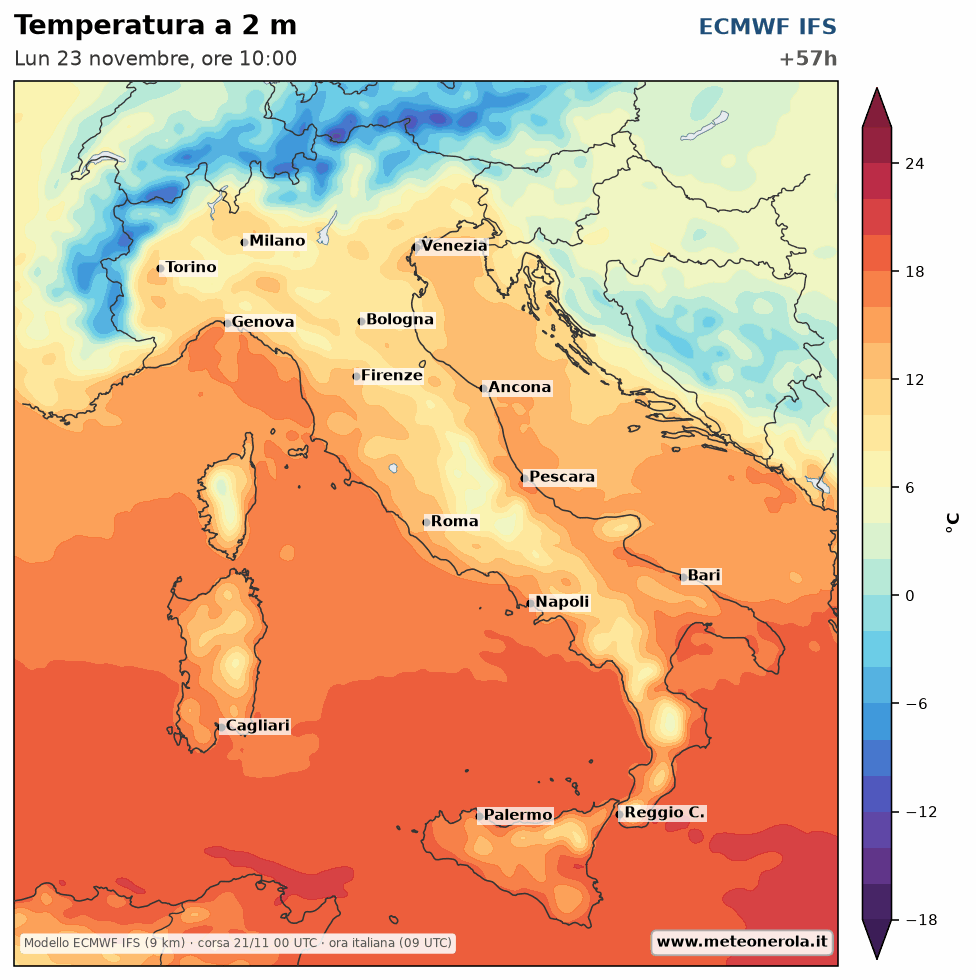 Temperatura a 2 m
ECMWF IFS
Lun 23 novembre, ore 10:00
+57h
Milano
Venezia
Torino
Genova
Bologna
Firenze
Ancona
Pescara
Roma
Bari
Napoli
Cagliari
Palermo
Reggio C.
24
18
12
6
0
−6
−12
−18
°C
Modello ECMWF IFS (9 km) · corsa 21/11 00 UTC · ora italiana (09 UTC)
www.meteonerola.it